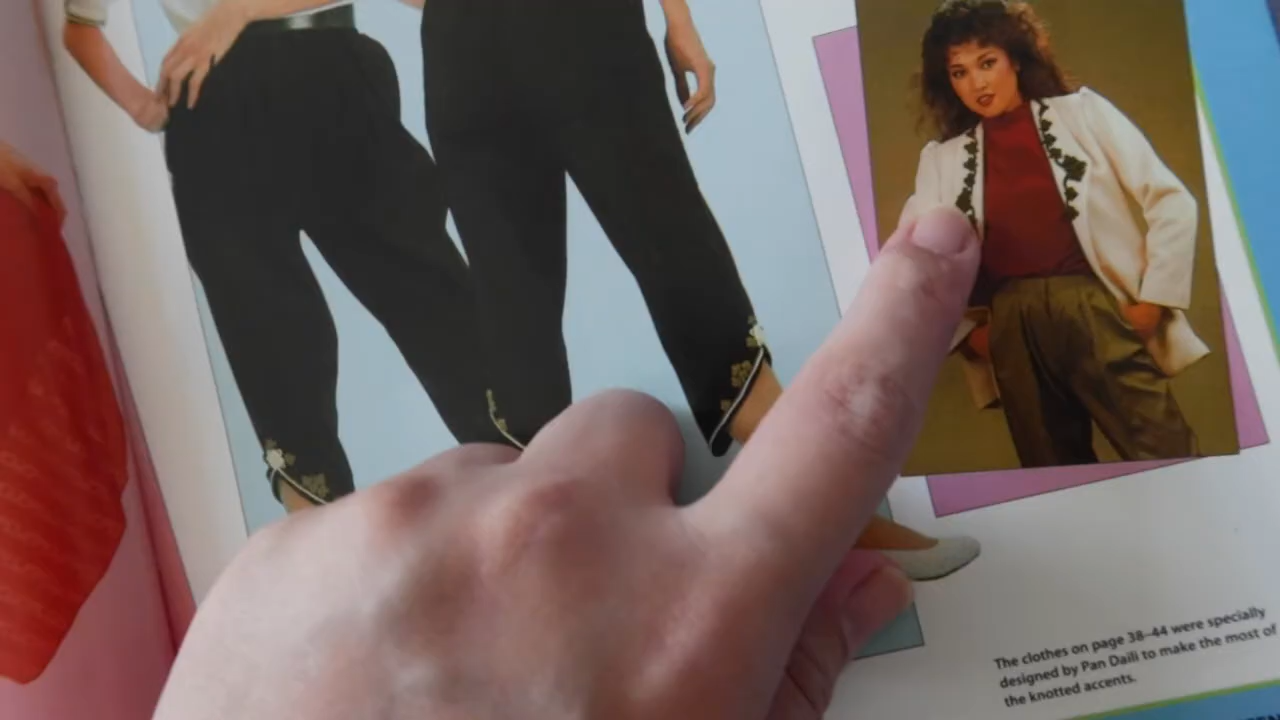 The clothes on page 38–44 were specially
designed by Pan Daili to make the most of
the knotted accents.